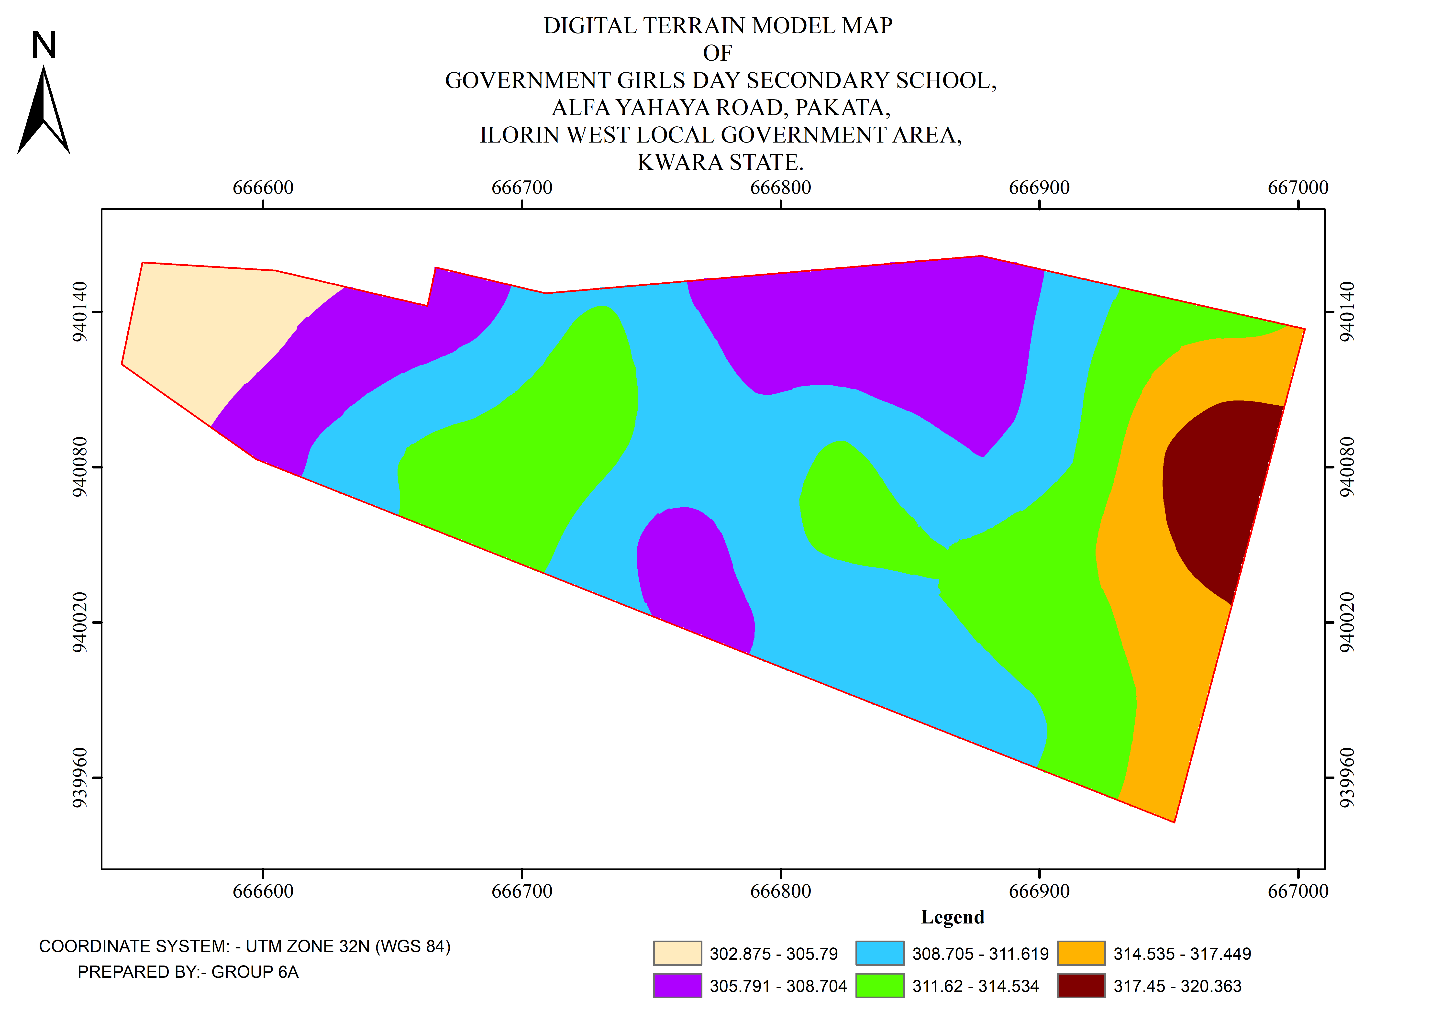 DIGITAL TERRAIN MODEL MAP
OF
GOVERNMENT GIRLS DAY SECONDARY SCHOOL,
ALFA YAHAYA ROAD, PAKATA,
ILORIN WEST LOCAL GOVERNMENT AREA,
KWARA STATE.
N
666600 666700 666800 666900 667000
940140 940140
940080 940080
940020 940020
939960 939960
666600 666700 666800 666900 667000
Legend
COORDINATE SYSTEM: - UTM ZONE 32N (WGS 84)
PREPARED BY:- GROUP 6A
302.875 - 305.79 308.705 - 311.619 314.535 - 317.449
305.791 - 308.704 311.62 - 314.534 317.45 - 320.363